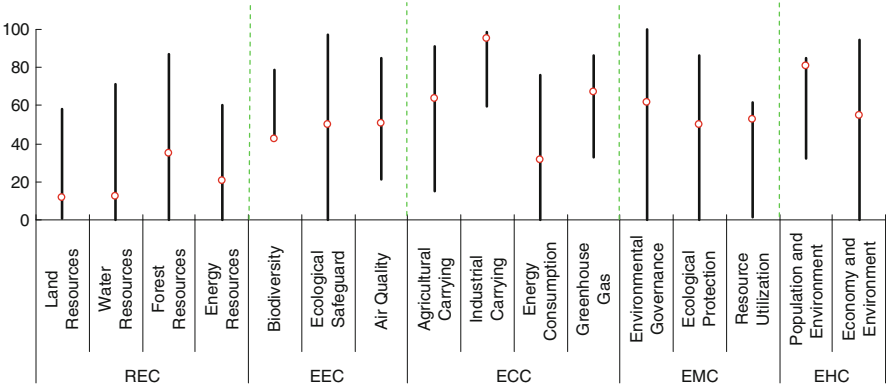 100
80
60
40
20
0
Land
Resources
Water
Resources
Forest
Resources
Energy
Resources
Biodiversity
Ecological
Safeguard
Air Quality
Agricultural
Carrying
Industrial
Carrying
Energy
Consumption
Greenhouse
Gas
Environmental
Governance
Ecological
Protection
Resource
Utilization
Population and
Environment
Economy and
Environment
REC
EEC
ECC
EMC
EHC